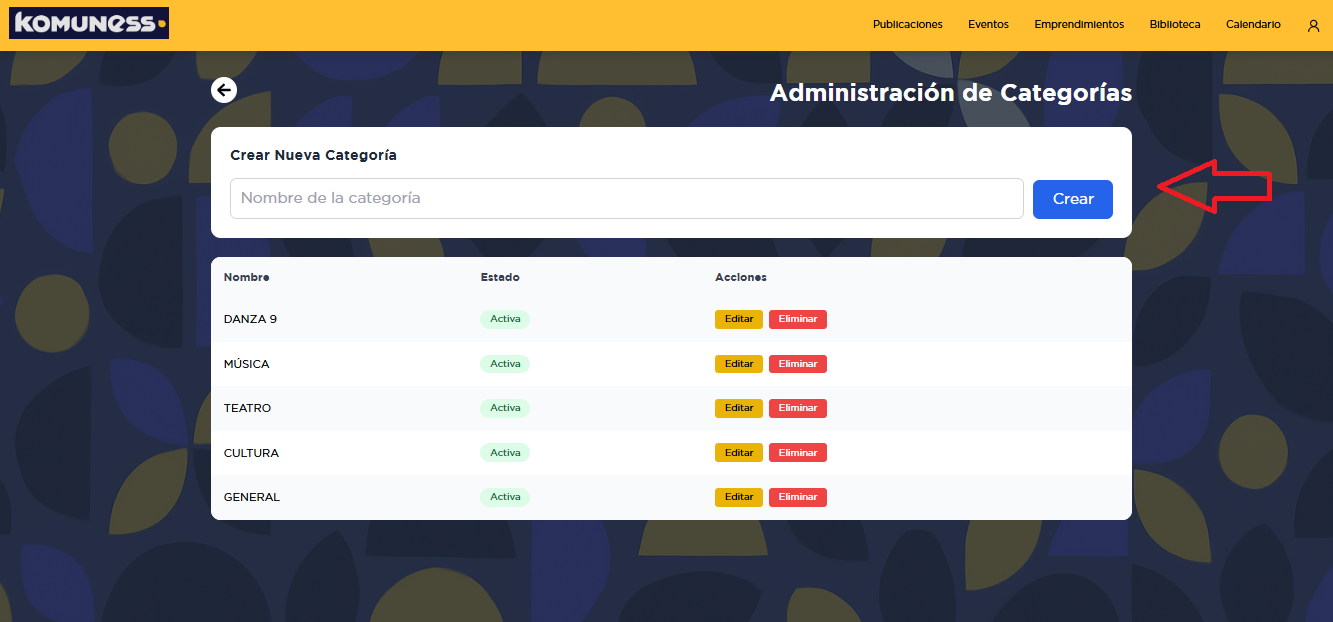 KOMUNESS
Publicaciones Eventos Emprendimientos Biblioteca Calendario
Administración de Categorías
Crear Nueva Categoría
Nombre de la categoría Crear
Nombre Estado Acciones
DANZA 9 Activa Editar Eliminar
MÚSICA Activa Editar Eliminar
TEATRO Activa Editar Eliminar
CULTURA Activa Editar Eliminar
GENERAL Activa Editar Eliminar